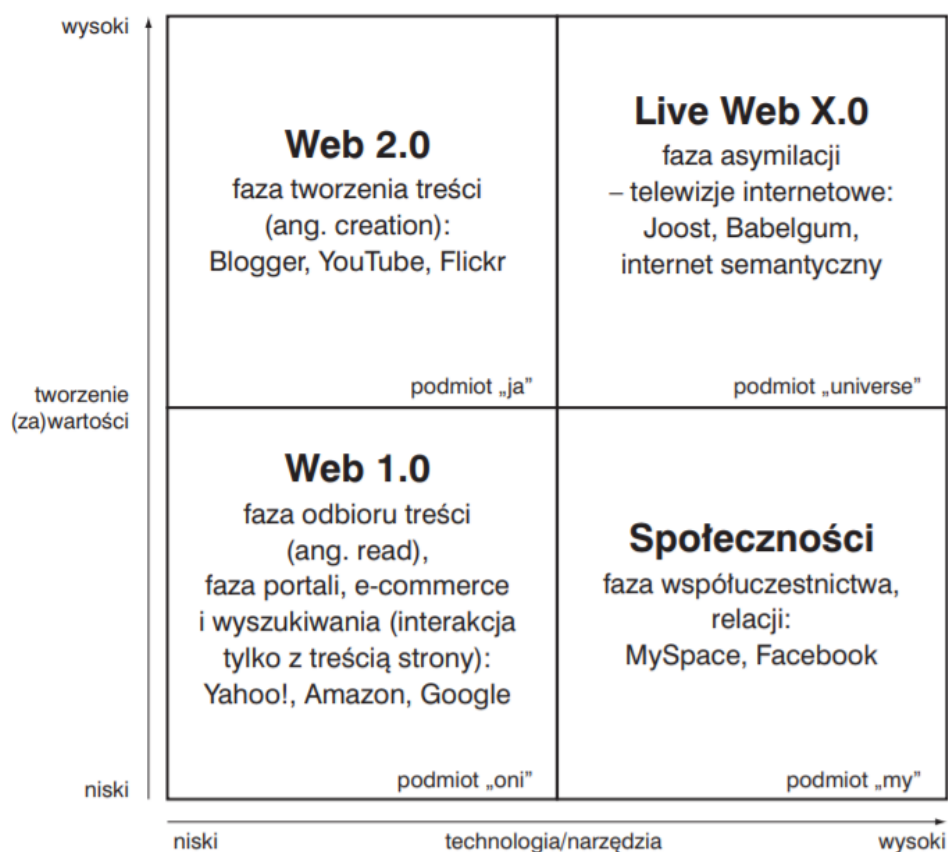 wysoki
Web 2.0
faza tworzenia treści
(ang. creation):
Blogger, YouTube, Flickr
podmiot „ja”
Live Web X.0
faza asymilacji
– telewizje internetowe:
Joost, Babelgum,
internet semantyczny
podmiot „universe”
tworzenie
(za)wartości
Web 1.0
faza odbioru treści
(ang. read),
faza portali, e-commerce
i wyszukiwania (interakcja
tylko z treścią strony):
Yahoo!, Amazon, Google
podmiot „oni”
Społeczności
faza współuczestnictwa,
relacji:
MySpace, Facebook
podmiot „my”
niski
niski
technologia/narzędzia
wysoki